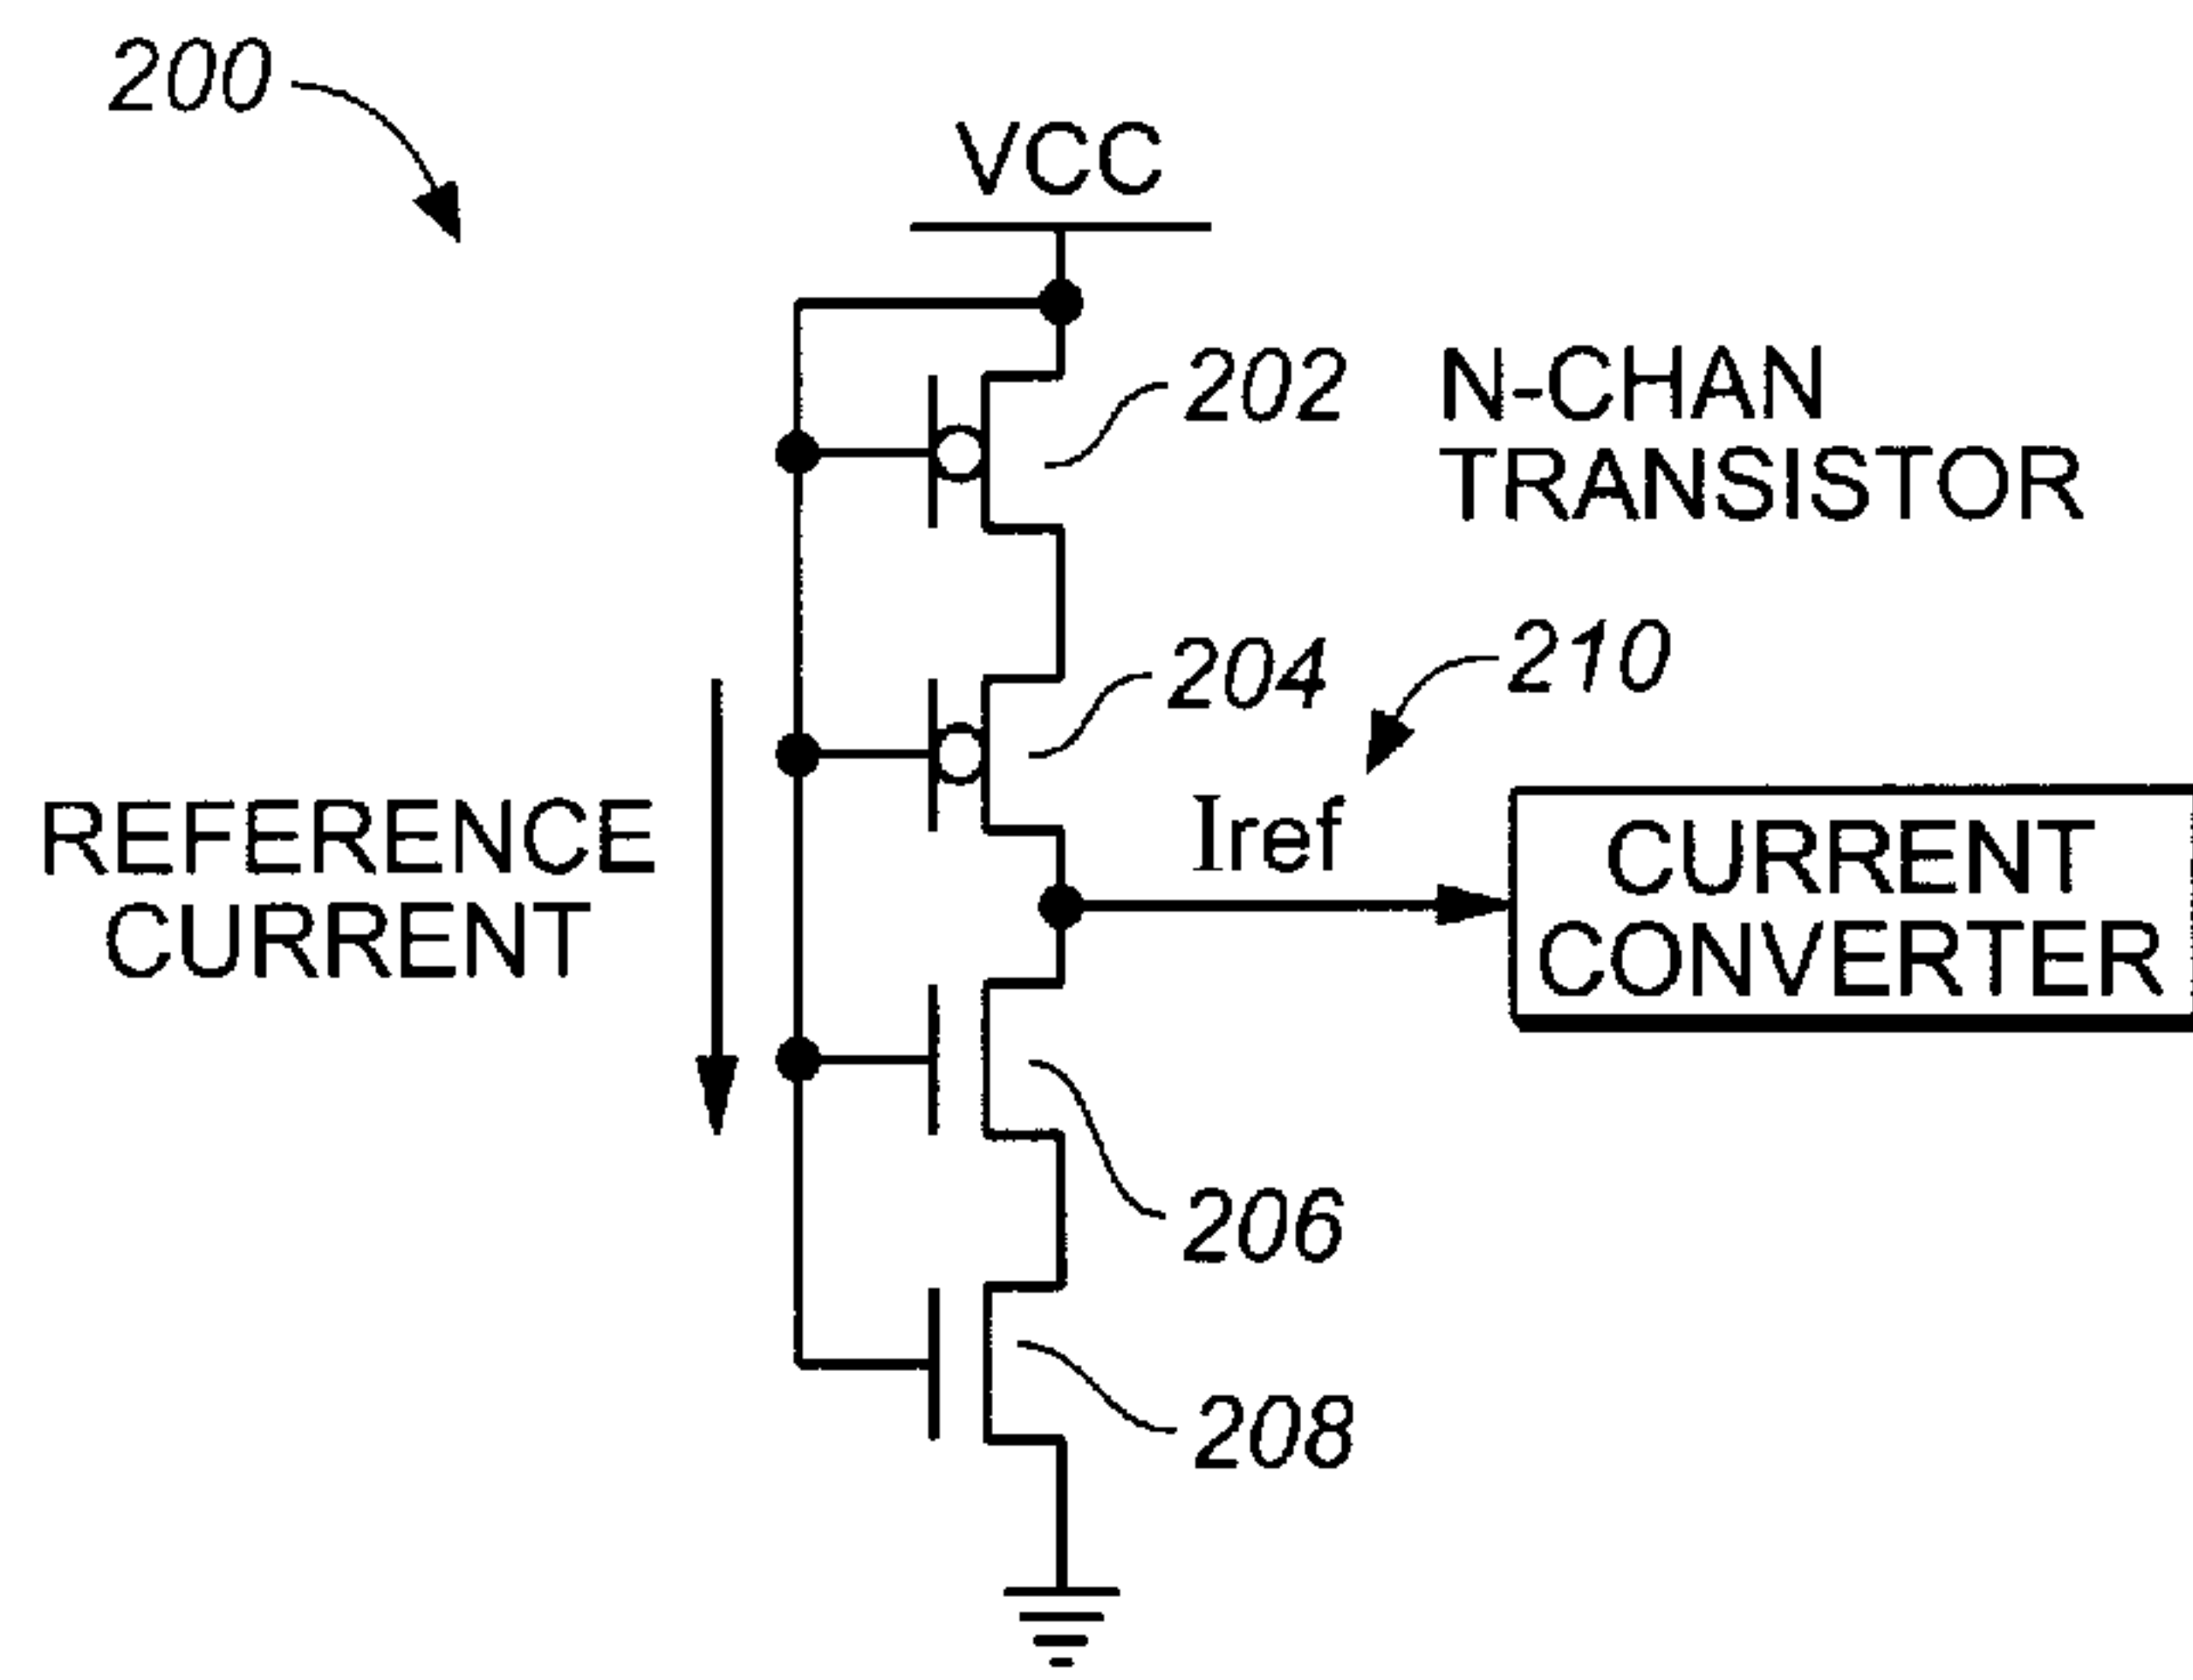 200
VCC
202
N-CHAN
TRANSISTOR
204
210
REFERENCE
CURRENT
Iref
CURRENT
CONVERTER
206
208